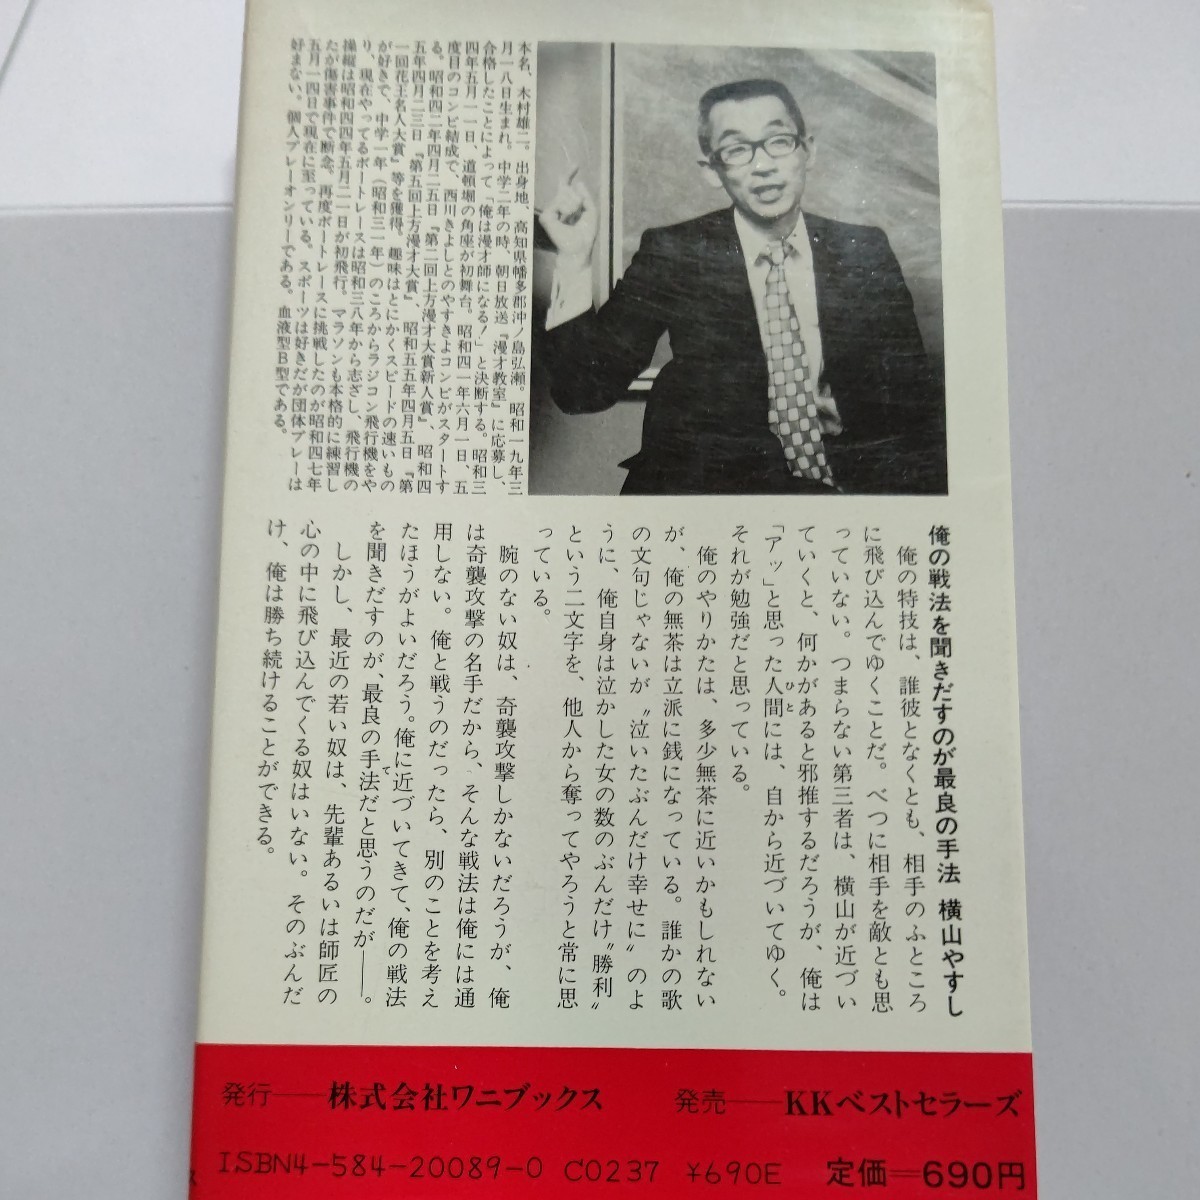 本名、木村雄二。出身地、高知県幡多郡沖ノ島弘瀬。昭和一九年三
月一八日生まれ。中学二年の時、朝日放送『漫才教室』に応募し、
合格したことによって「俺は漫才師になる！」と決断する。昭和三
四年五月一一日、道頓堀の角座が初舞台。昭和四一年六月一日、五
度目のコンビ結成で、西川きよしとのやすきよコンビがスタートす
る。昭和四二年四月二五日『第二回上方漫才大賞新人賞』、昭和四
五年四月二三日『第五回上方漫才大賞』、昭和五五年四月五日『第
一回花王名人大賞』等を獲得。趣味はとにかくスピードの速いもの
が好きで、中学一年（昭和三一年）のころからラジコン飛行機をや
り、現在やってるボートレースは昭和三八年から志ざし、飛行機の
操縦は昭和四四年五月二一日が初飛行。マラソンも本格的に練習し
たが傷害事件で断念。再度ボートレースに挑戦したのが昭和四七年
五月一四日で現在に至っている。スポーツは好きだが団体プレーは
好まない。個人プレーオンリーである。血液型Ｂ型である。
俺の戦法を聞きだすのが最良の手法　横山やすし
俺の特技は、誰彼となくとも、相手のふところ
に飛び込んでゆくことだ。べつに相手を敵とも思
っていない。つまらない第三者は、横山が近づい
ていくと、何かがあると邪推するだろうが、俺は
「アッ」と思った人間には、自から近づいてゆく。
ひと
それが勉強だと思っている。
俺のやりかたは、多少無茶に近いかもしれない
が、俺の無茶は立派に銭になっている。誰かの歌
の文句じゃないが〝泣いたぶんだけ幸せに〟のよ
うに、俺自身は泣かした女の数のぶんだけ〝勝利〟
という二文字を、他人から奪ってやろうと常に思
っている。
腕のない奴は、奇襲攻撃しかないだろうが、俺
は奇襲攻撃の名手だから、そんな戦法は俺には通
用しない。俺と戦うのだったら、別のことを考え
たほうがよいだろう。俺に近づいてきて、俺の戦法
を聞きだすのが、最良の手法だと思うのだが――。
て
しかし、最近の若い奴は、先輩あるいは師匠の
心の中に飛び込んでくる奴はいない。そのぶんだ
け、俺は勝ち続けることができる。
発行――株式会社ワニブックス　発売――KKベストセラーズ
ISBN4-584-20089-0 C0237 ¥690E 定価=690円